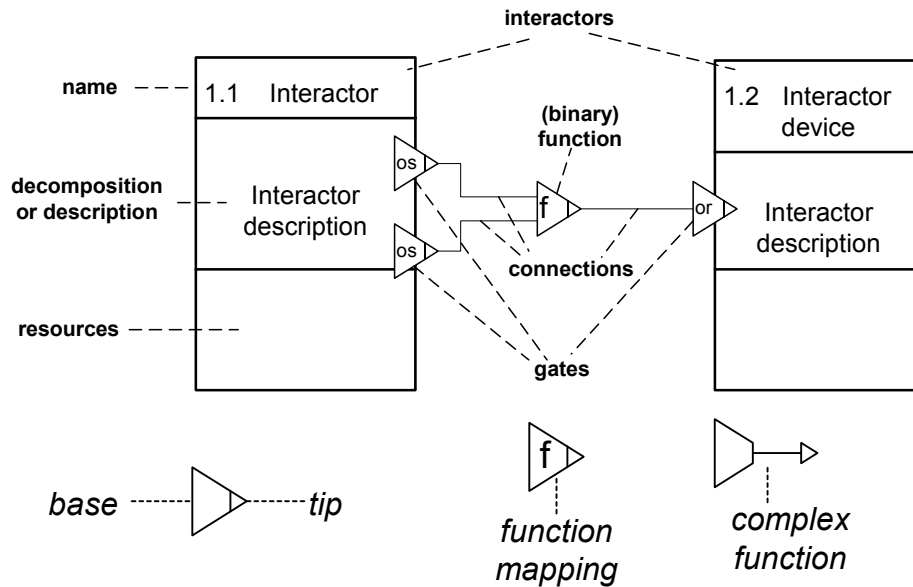 interactors
name
1.1 Interactor
1.2 Interactor
device
(binary)
function
decomposition
or description
os
Interactor
description
os
f
or
Interactor
description
connections
resources
gates
base
tip
f
function
mapping
complex
function